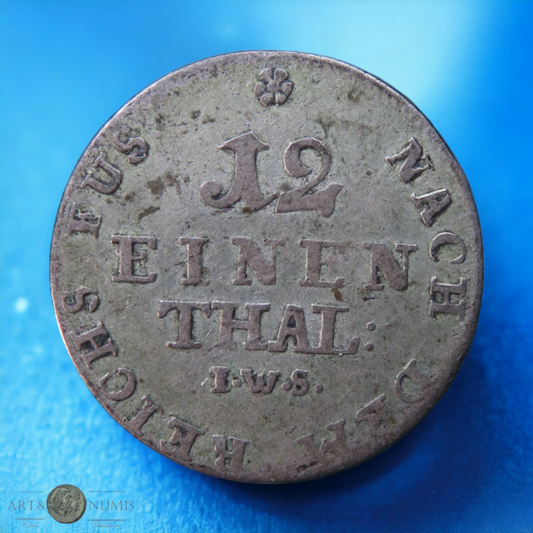 12
EINEN
THAL:
I·W·S·
NACH DEM REICHS FUS
ART& NUMIS